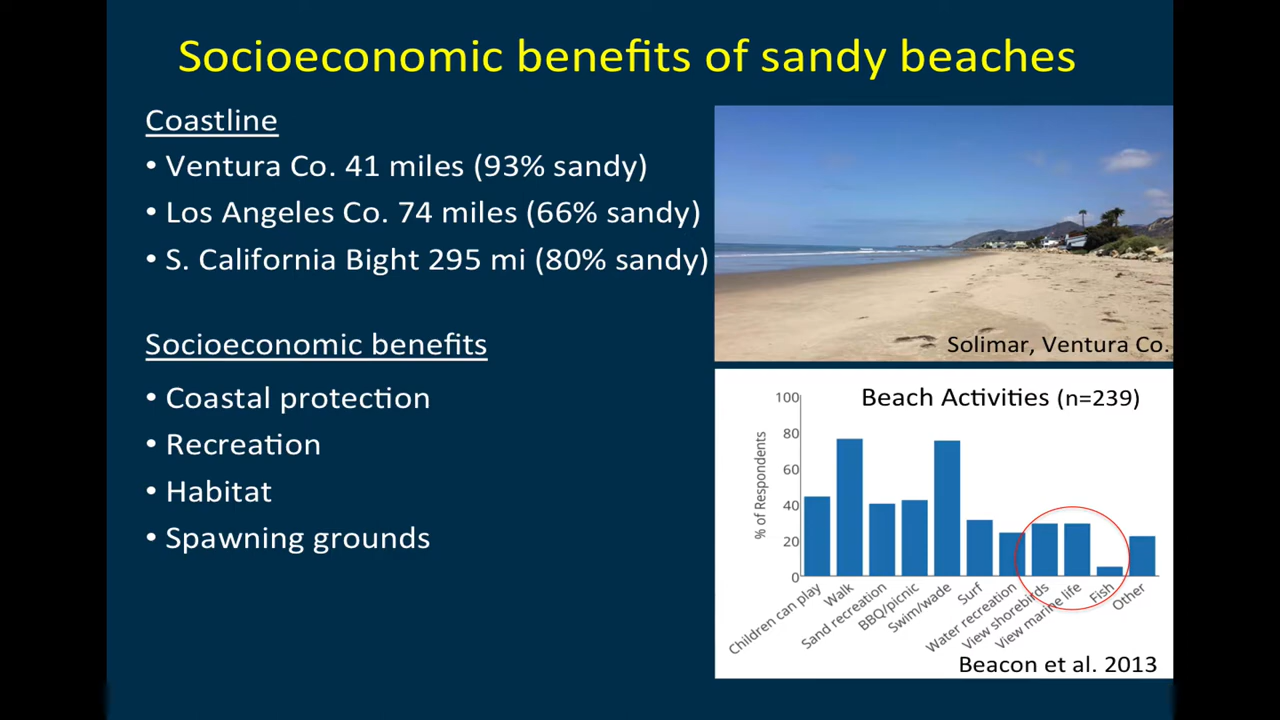 Socioeconomic benefits of sandy beaches
Coastline
• Ventura Co. 41 miles (93% sandy)
• Los Angeles Co. 74 miles (66% sandy)
• S. California Bight 295 mi (80% sandy)
Socioeconomic benefits
• Coastal protection
• Recreation
• Habitat
• Spawning grounds
Solimar, Ventura Co.
Beach Activities (n=239)
% of Respondents
100
80
60
40
20
0
Children can play
Walk
Sand recreation
BBQ/picnic
Swim/wade
Surf
Water recreation
View shorebirds
View marine life
Fish
Other
Beacon et al. 2013